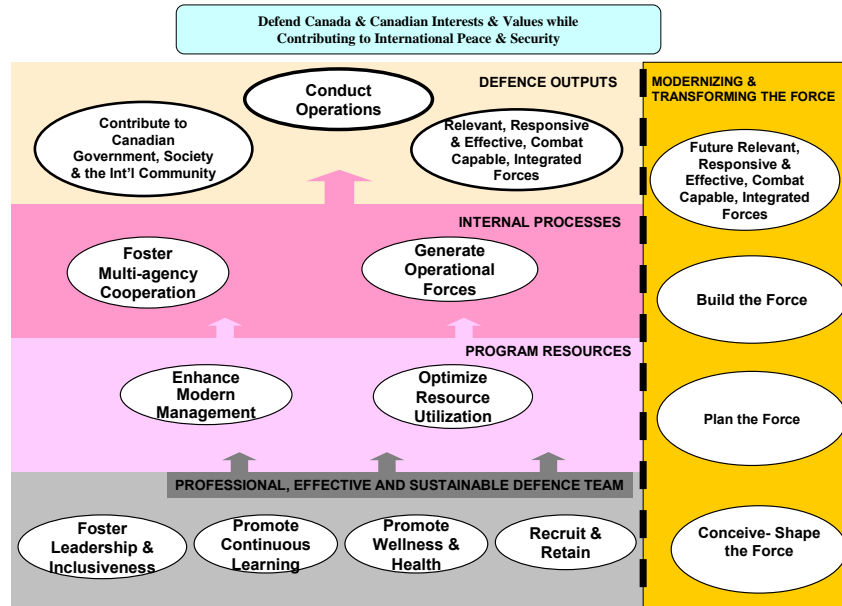 Defend Canada & Canadian Interests & Values while
Contributing to International Peace & Security
DEFENCE OUTPUTS
Conduct
Operations
Contribute to
Canadian
Government, Society
& the Int'l Community
Relevant, Responsive
& Effective, Combat
Capable, Integrated
Forces
INTERNAL PROCESSES
Foster
Multi-agency
Cooperation
Generate
Operational
Forces
PROGRAM RESOURCES
Enhance
Modern
Management
Optimize
Resource
Utilization
PROFESSIONAL, EFFECTIVE AND SUSTAINABLE DEFENCE TEAM
Foster
Leadership &
Inclusiveness
Promote
Continuous
Learning
Promote
Wellness &
Health
Recruit &
Retain
MODERNIZING &
TRANSFORMING THE FORCE
Future Relevant,
Responsive &
Effective, Combat
Capable, Integrated
Forces
Build the Force
Plan the Force
Conceive- Shape
the Force